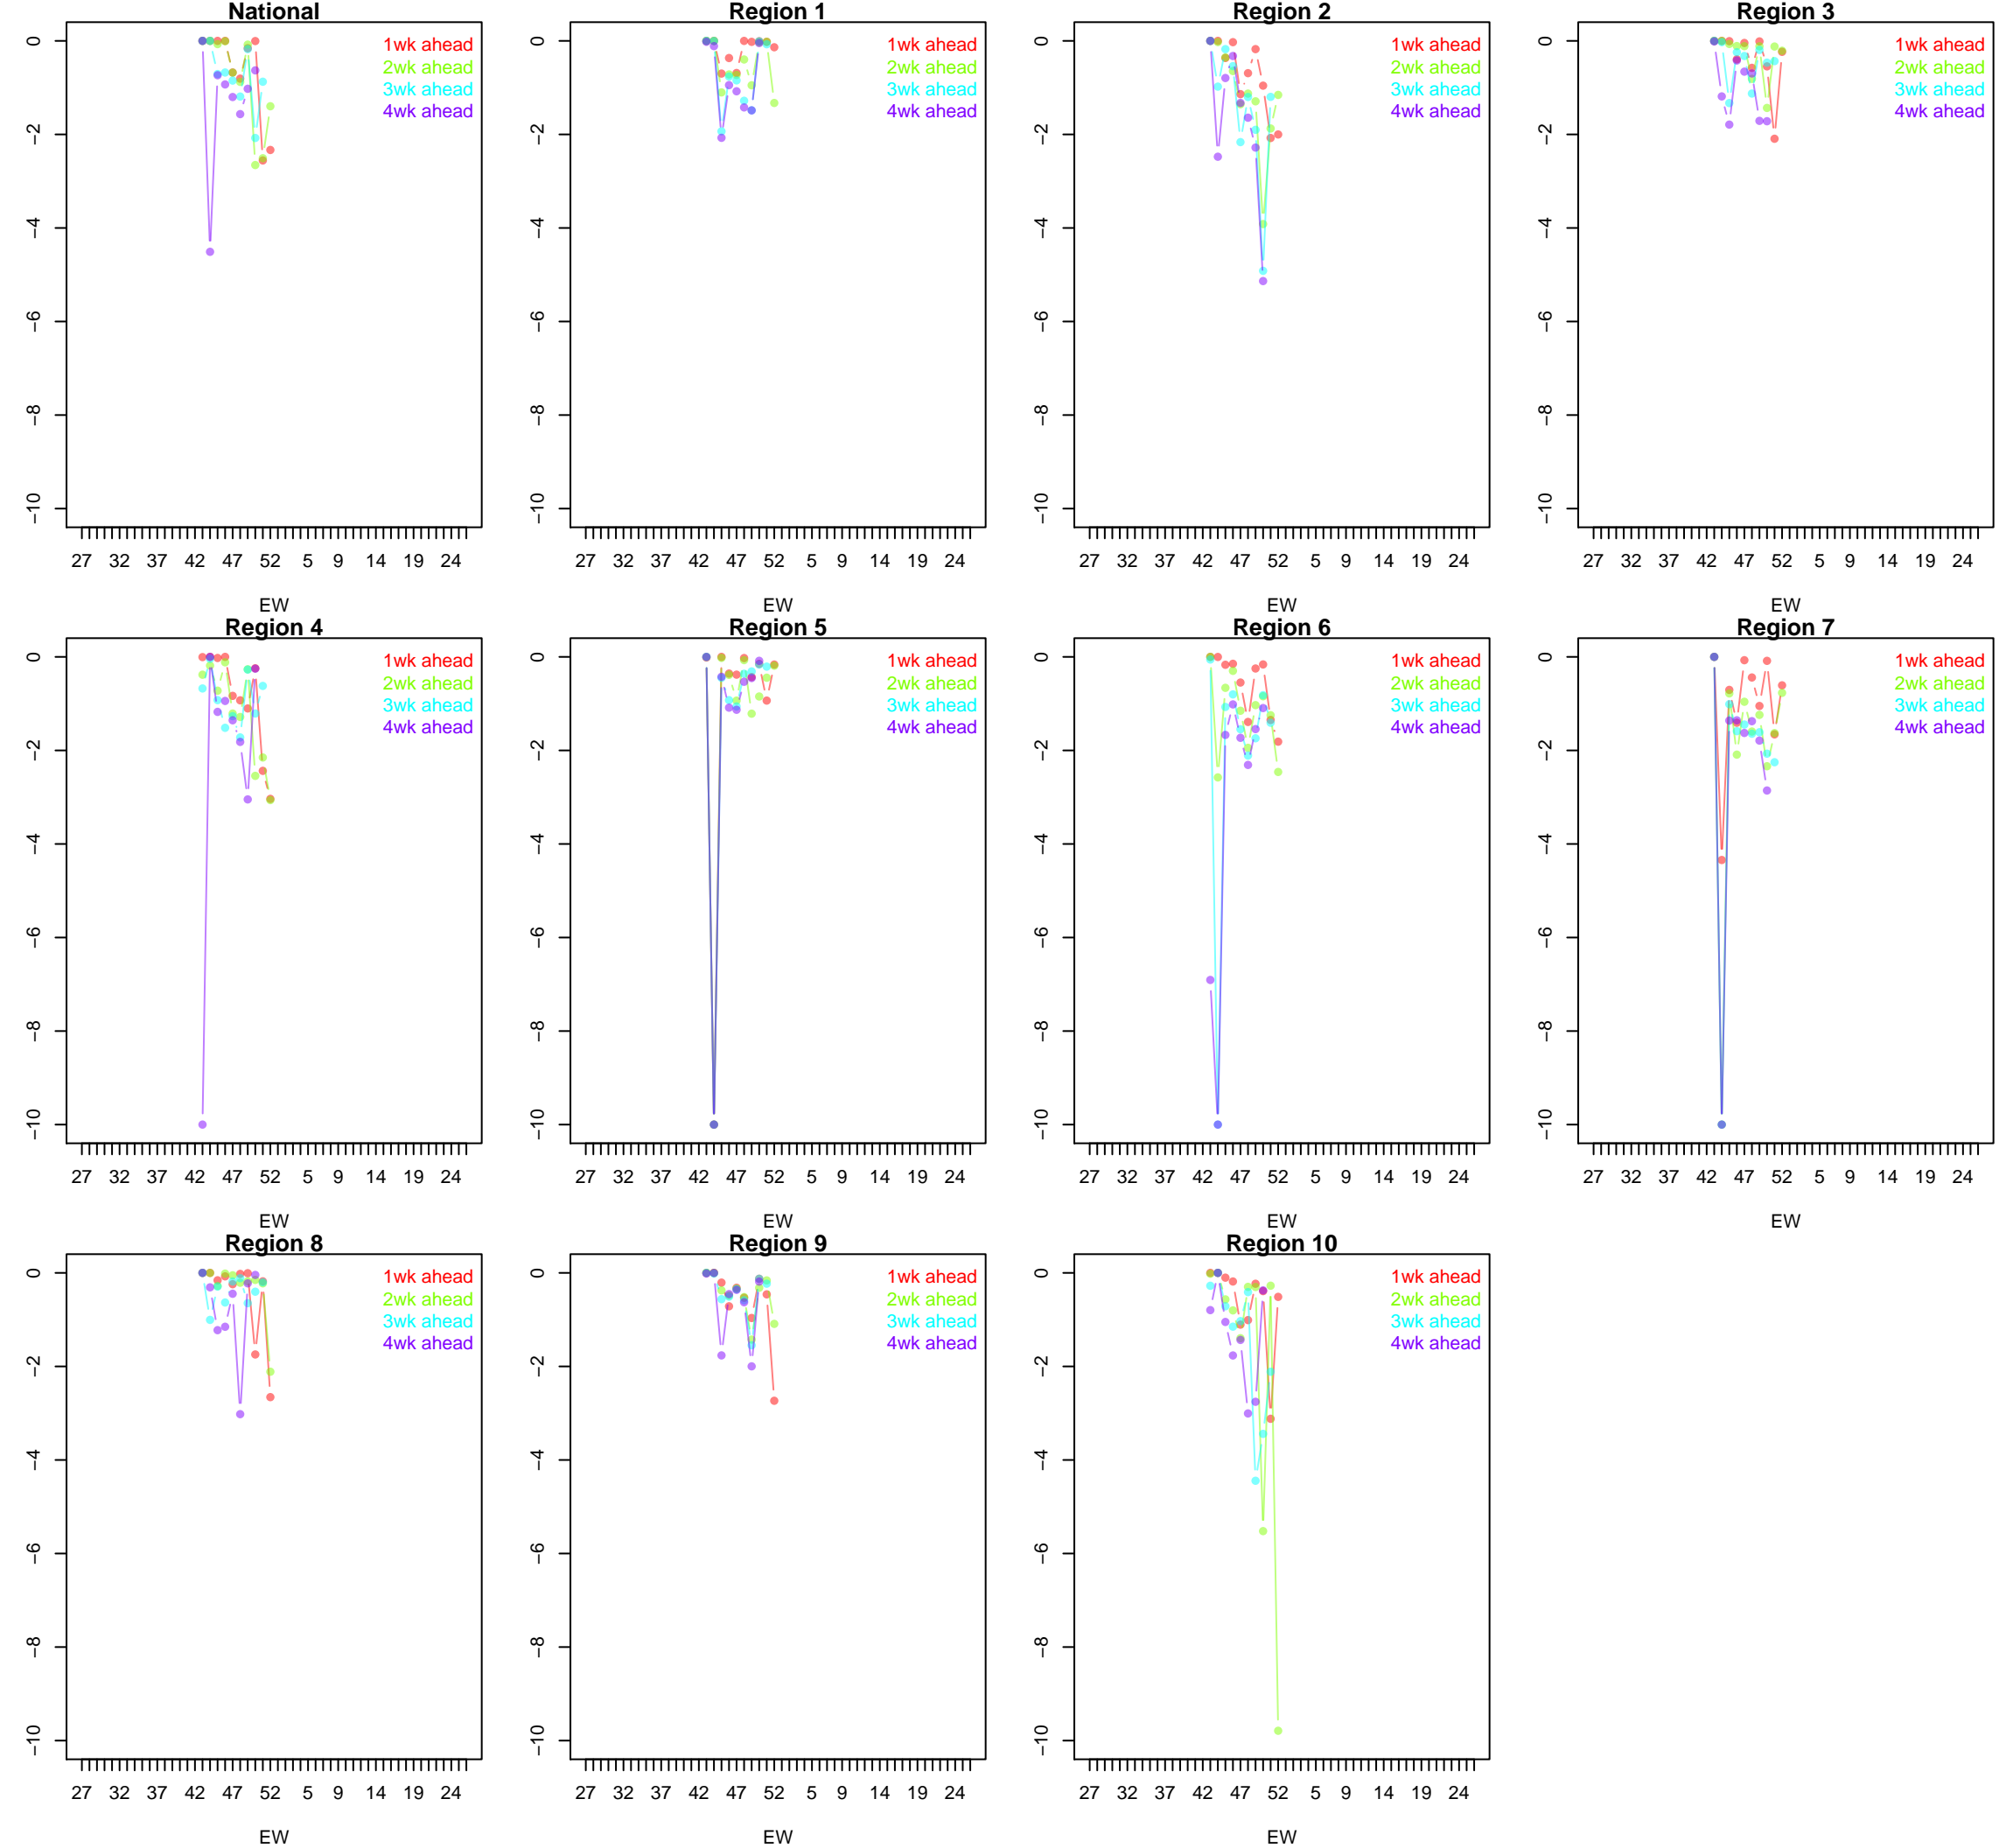 National
0
−2
−4
−6
−8
−10
1wk ahead
2wk ahead
3wk ahead
4wk ahead
27 32 37 42 47 52 5 9 14 19 24
EW
Region 1
0
−2
−4
−6
−8
−10
1wk ahead
2wk ahead
3wk ahead
4wk ahead
27 32 37 42 47 52 5 9 14 19 24
EW
Region 2
0
−2
−4
−6
−8
−10
1wk ahead
2wk ahead
3wk ahead
4wk ahead
27 32 37 42 47 52 5 9 14 19 24
EW
Region 3
0
−2
−4
−6
−8
−10
1wk ahead
2wk ahead
3wk ahead
4wk ahead
27 32 37 42 47 52 5 9 14 19 24
EW
Region 4
0
−2
−4
−6
−8
−10
1wk ahead
2wk ahead
3wk ahead
4wk ahead
27 32 37 42 47 52 5 9 14 19 24
EW
Region 5
0
−2
−4
−6
−8
−10
1wk ahead
2wk ahead
3wk ahead
4wk ahead
27 32 37 42 47 52 5 9 14 19 24
EW
Region 6
0
−2
−4
−6
−8
−10
1wk ahead
2wk ahead
3wk ahead
4wk ahead
27 32 37 42 47 52 5 9 14 19 24
EW
Region 7
0
−2
−4
−6
−8
−10
1wk ahead
2wk ahead
3wk ahead
4wk ahead
27 32 37 42 47 52 5 9 14 19 24
EW
Region 8
0
−2
−4
−6
−8
−10
1wk ahead
2wk ahead
3wk ahead
4wk ahead
27 32 37 42 47 52 5 9 14 19 24
EW
Region 9
0
−2
−4
−6
−8
−10
1wk ahead
2wk ahead
3wk ahead
4wk ahead
27 32 37 42 47 52 5 9 14 19 24
EW
Region 10
0
−2
−4
−6
−8
−10
1wk ahead
2wk ahead
3wk ahead
4wk ahead
27 32 37 42 47 52 5 9 14 19 24
EW